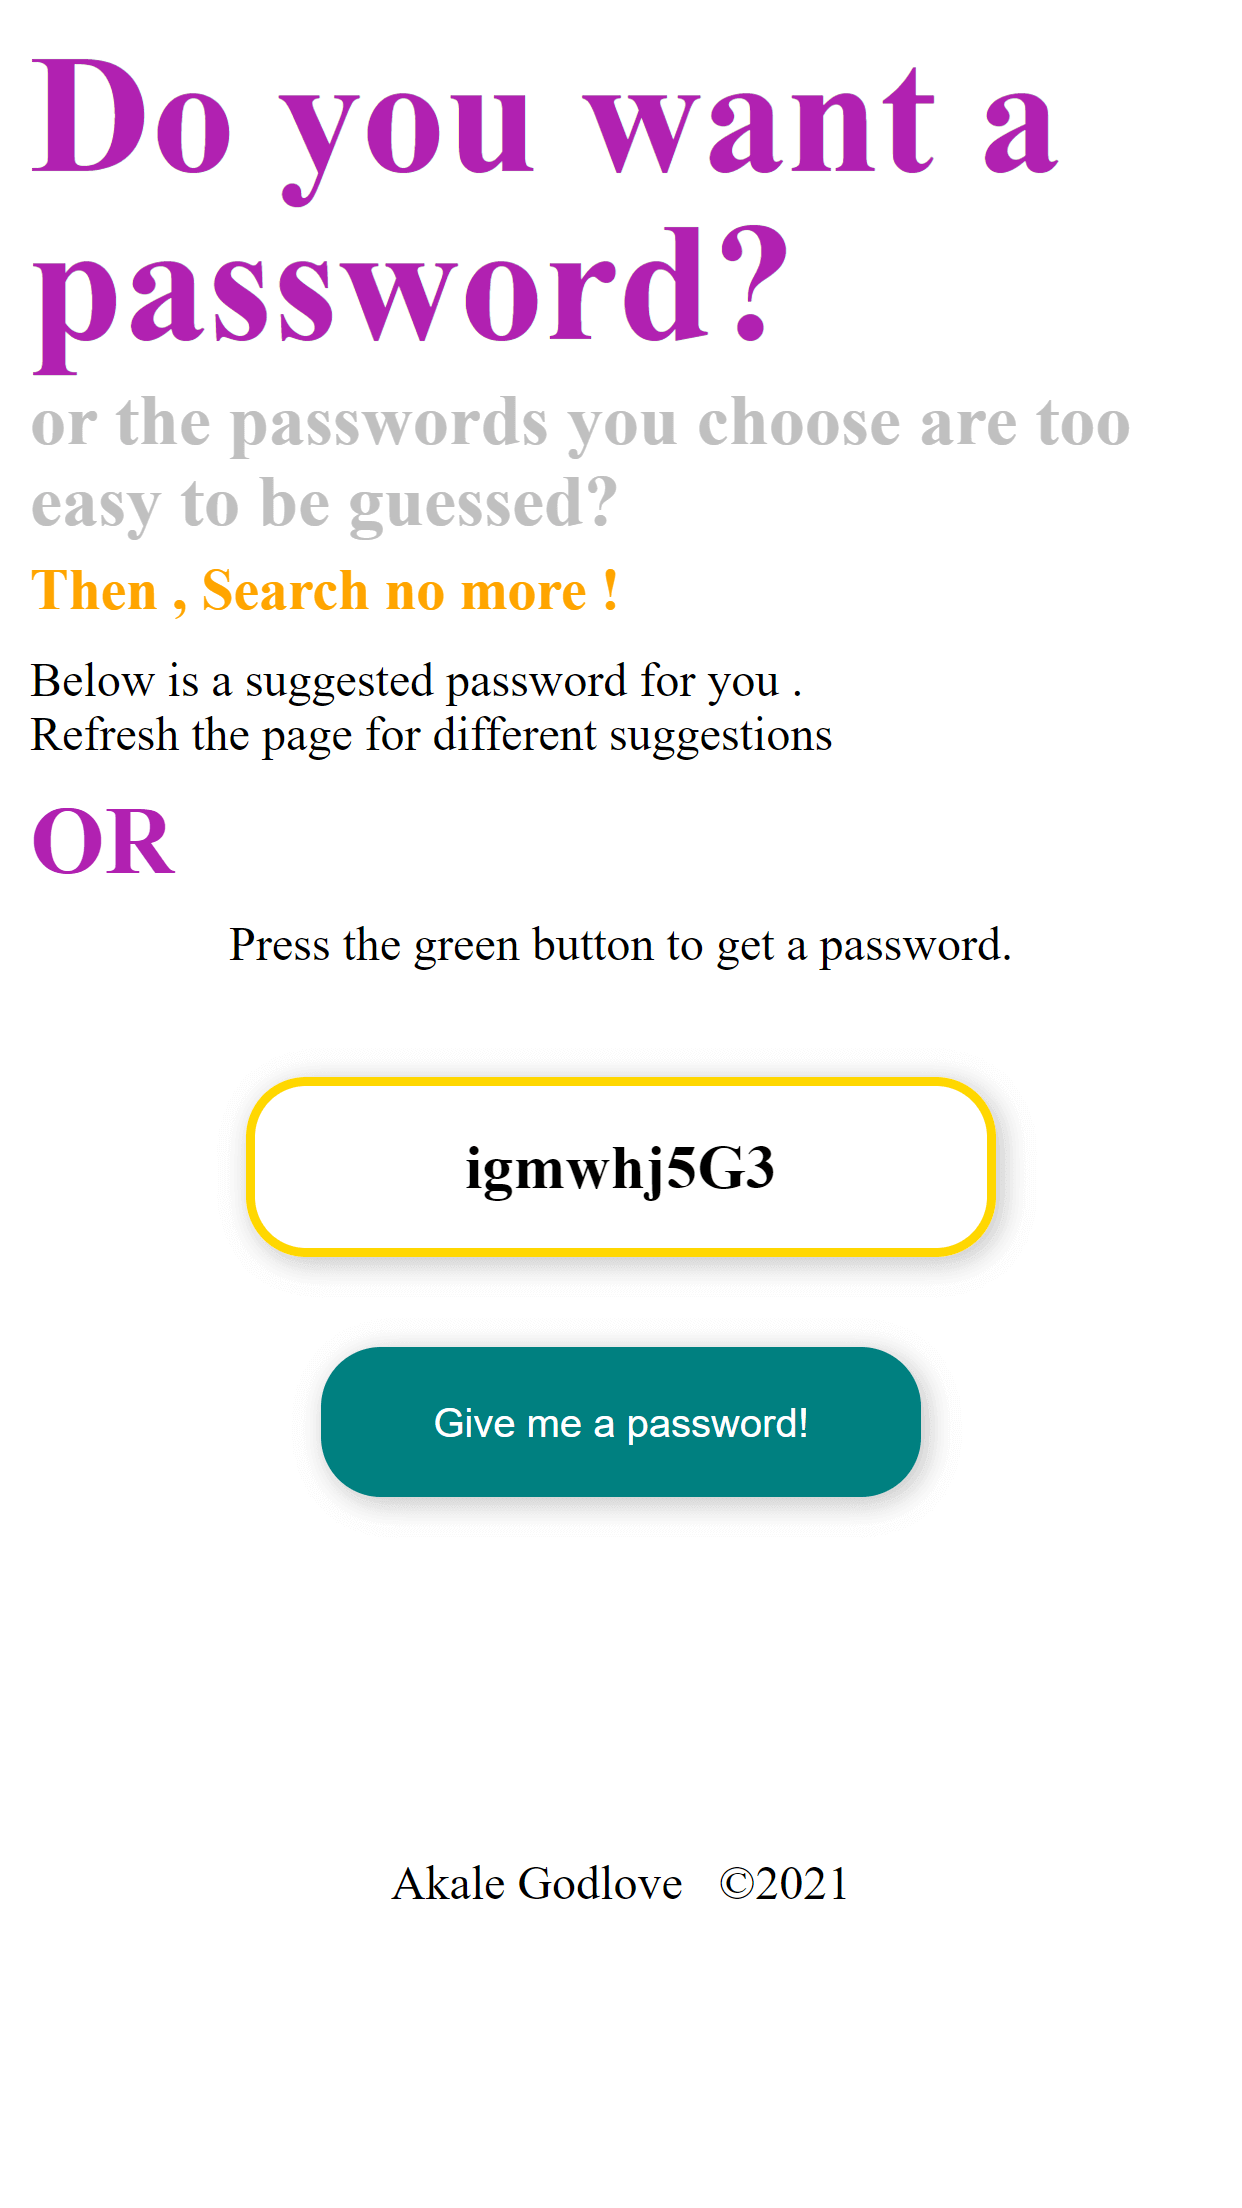 Do you want a
password?
or the passwords you choose are too
easy to be guessed?
Then , Search no more !
Below is a suggested password for you .
Refresh the page for different suggestions
OR
Press the green button to get a password.
igmwhj5G3
Give me a password!
Akale Godlove ©2021